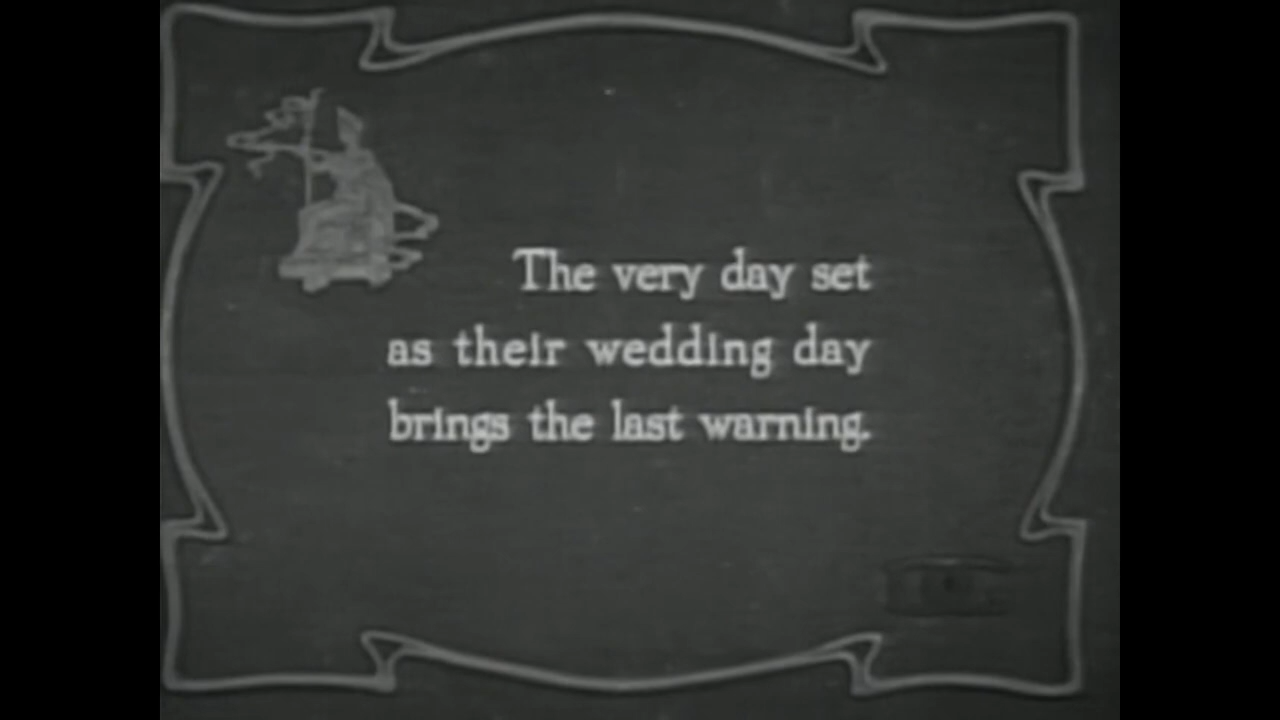 The very day set
as their wedding day
brings the last warning.